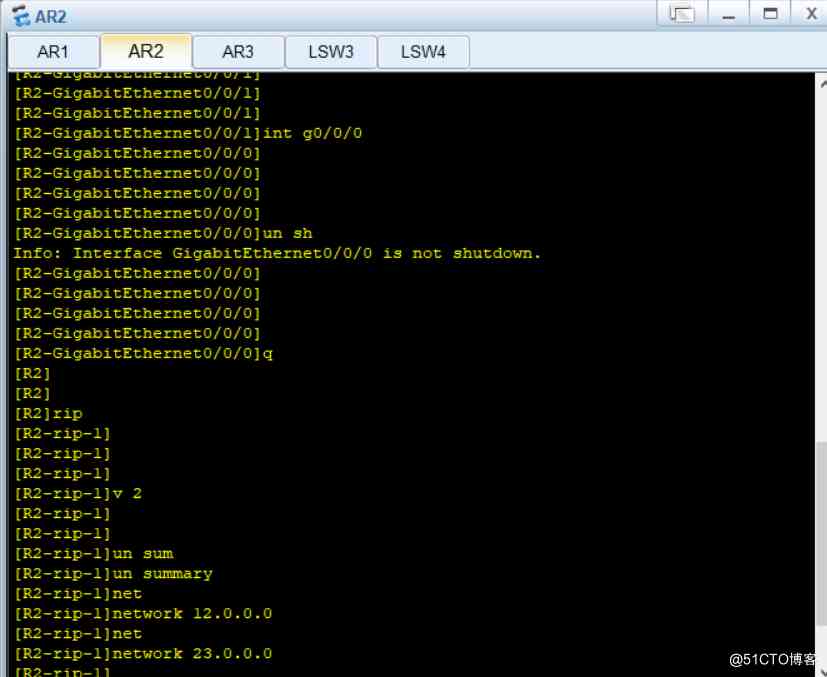 AR2
AR1
AR2
AR3
LSW3
LSW4
[R2-GigabitEthernet0/0/1]
[R2-GigabitEthernet0/0/1]
[R2-GigabitEthernet0/0/1]
[R2-GigabitEthernet0/0/1]int g0/0/0
[R2-GigabitEthernet0/0/0]
[R2-GigabitEthernet0/0/0]
[R2-GigabitEthernet0/0/0]
[R2-GigabitEthernet0/0/0]
[R2-GigabitEthernet0/0/0]un sh
Info: Interface GigabitEthernet0/0/0 is not shutdown.
[R2-GigabitEthernet0/0/0]
[R2-GigabitEthernet0/0/0]
[R2-GigabitEthernet0/0/0]
[R2-GigabitEthernet0/0/0]
[R2-GigabitEthernet0/0/0]q
[R2]
[R2]
[R2]rip
[R2-rip-1]
[R2-rip-1]
[R2-rip-1]
[R2-rip-1]v 2
[R2-rip-1]
[R2-rip-1]
[R2-rip-1]un sum
[R2-rip-1]un summary
[R2-rip-1]net
[R2-rip-1]network 12.0.0.0
[R2-rip-1]net
[R2-rip-1]network 23.0.0.0
[R2-rip-1]
@51CTO博客